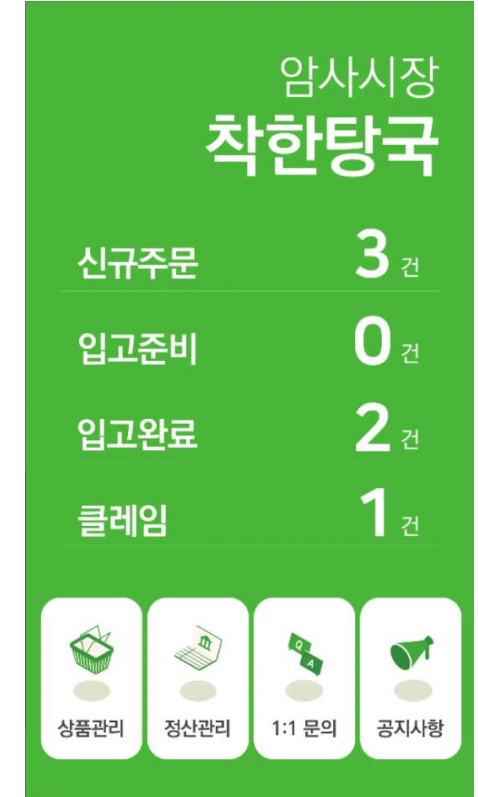 암사시장
착한탕국
신규주문 3 건
입고준비 0 건
입고완료 2 건
클레임 1 건
Q A
상품관리 정산관리 1:1 문의 공지사항